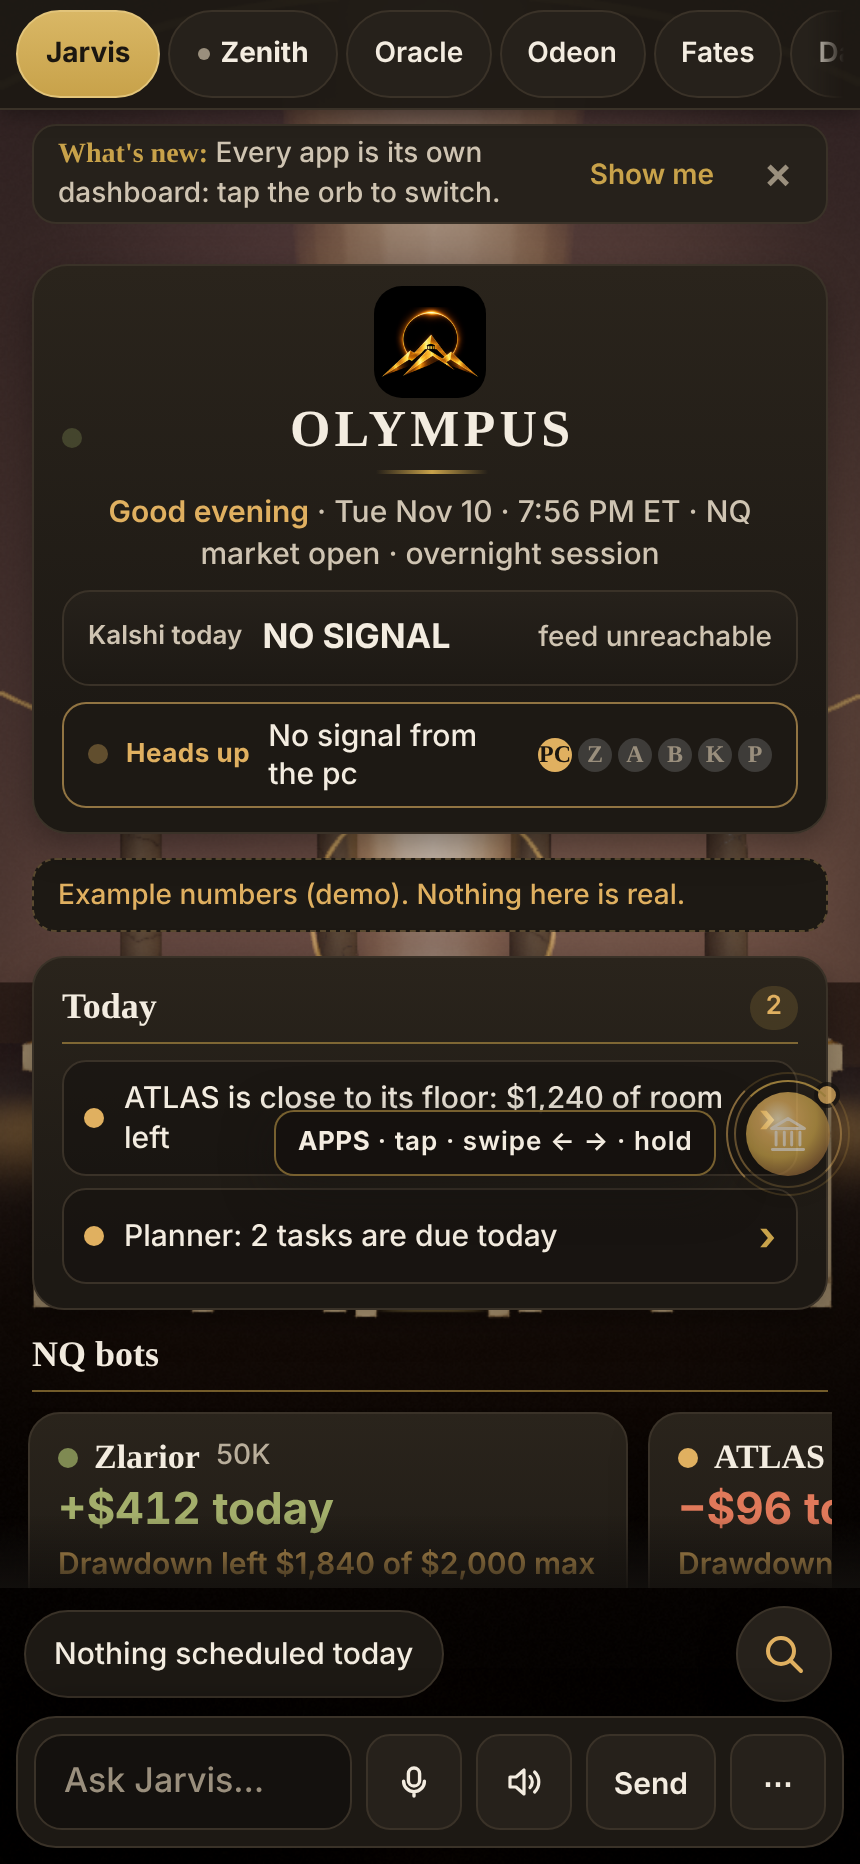 Jarvis
Zenith
Oracle
Odeon
Fates
What's new: Every app is its own
dashboard: tap the orb to switch.
Show me
×
OLYMPUS
Good evening · Tue Nov 10 · 7:56 PM ET · NQ
market open · overnight session
Kalshi today NO SIGNAL feed unreachable
Heads up
No signal from
the pc
PC Z A B K P
Example numbers (demo). Nothing here is real.
Today
2
ATLAS is close to its floor: $1,240 of room
left
APPS · tap · swipe ← → · hold
Planner: 2 tasks are due today
NQ bots
Zlarior 50K
+$412 today
Drawdown left $1,840 of $2,000 max
ATLAS
−$96
Drawdown
Nothing scheduled today
Ask Jarvis...
Send
...